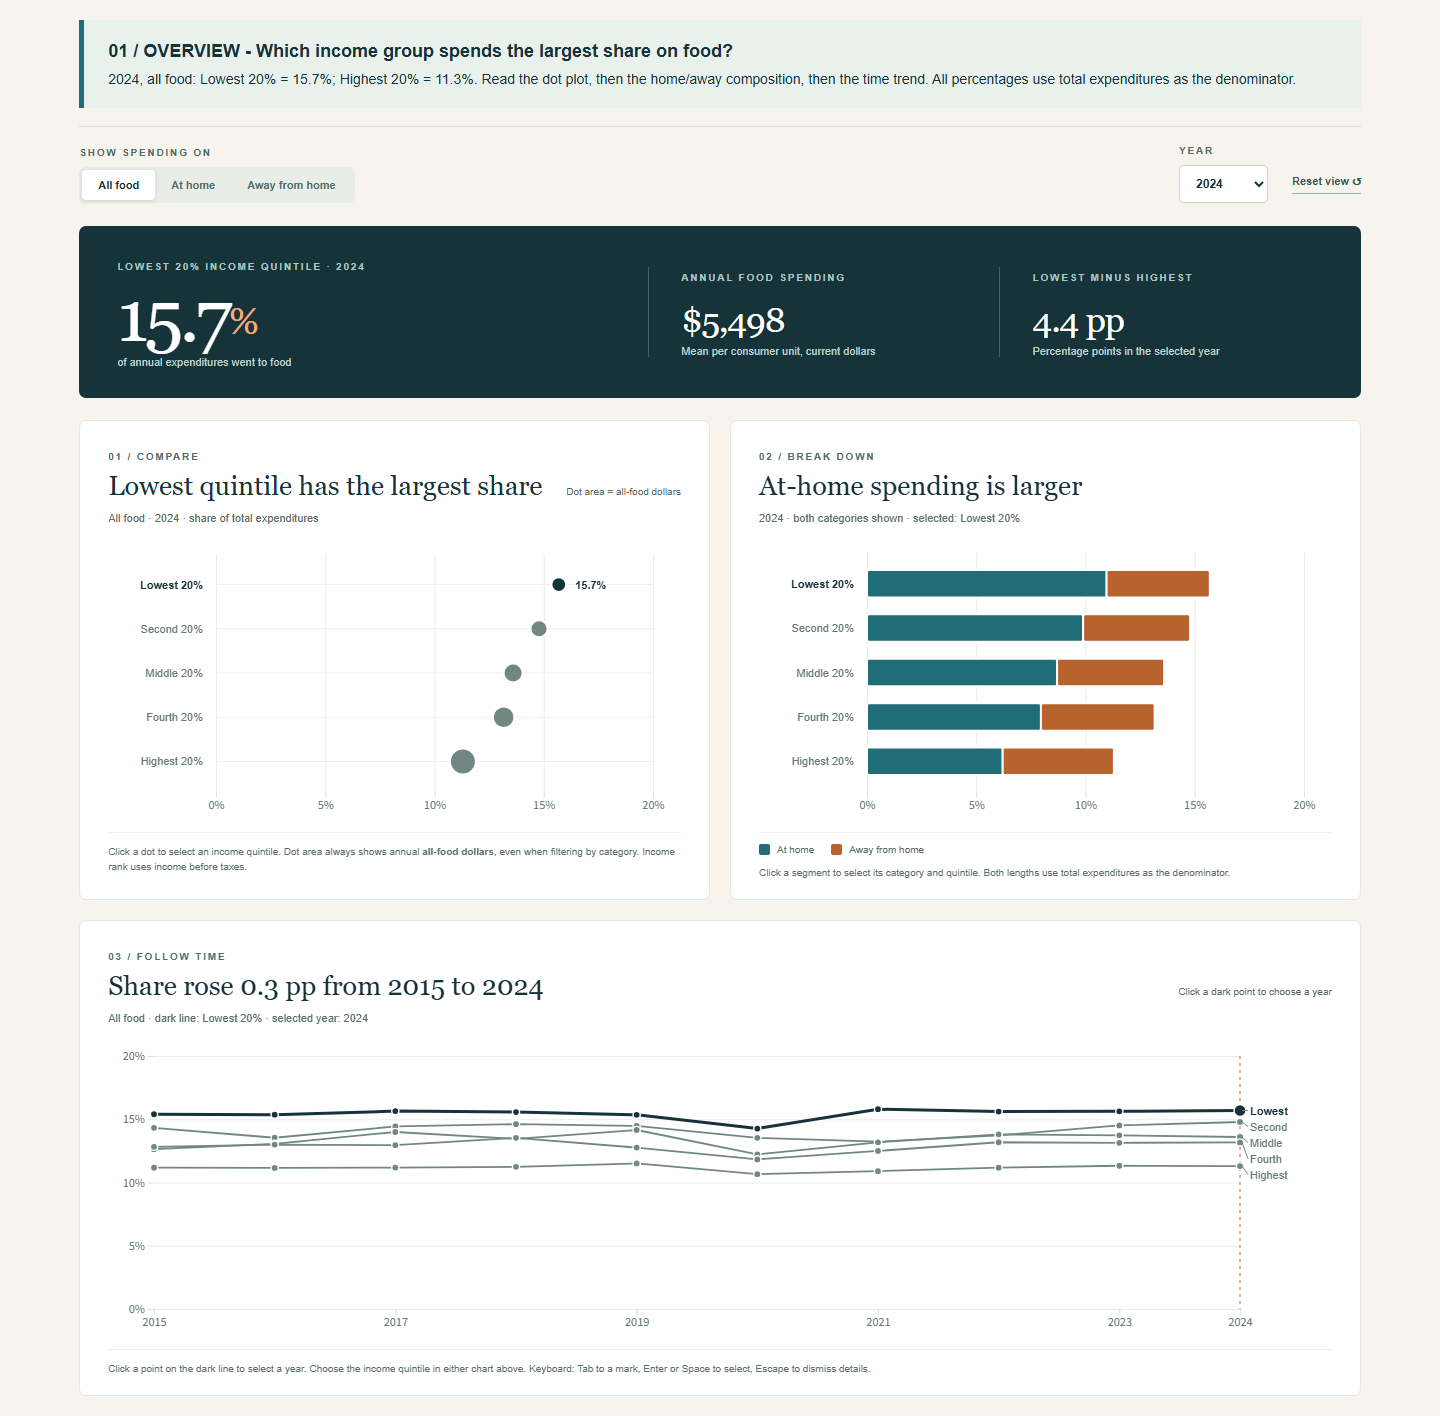 01 / OVERVIEW - Which income group spends the largest share on food?
2024, all food: Lowest 20% = 15.7%; Highest 20% = 11.3%. Read the dot plot, then the home/away composition, then the time trend. All percentages use total expenditures as the denominator.
SHOW SPENDING ON
All food At home Away from home
YEAR
2024
Reset view ↺
LOWEST 20% INCOME QUINTILE · 2024
15.7%
of annual expenditures went to food
ANNUAL FOOD SPENDING
$5,498
Mean per consumer unit, current dollars
LOWEST MINUS HIGHEST
4.4 pp
Percentage points in the selected year
01 / COMPARE
Lowest quintile has the largest share
Dot area = all-food dollars
All food · 2024 · share of total expenditures
Lowest 20%
15.7%
Second 20%
Middle 20%
Fourth 20%
Highest 20%
0% 5% 10% 15% 20%
Click a dot to select an income quintile. Dot area always shows annual all-food dollars, even when filtering by category. Income
rank uses income before taxes.
02 / BREAK DOWN
At-home spending is larger
2024 · both categories shown · selected: Lowest 20%
Lowest 20%
Second 20%
Middle 20%
Fourth 20%
Highest 20%
0% 5% 10% 15% 20%
At home Away from home
Click a segment to select its category and quintile. Both lengths use total expenditures as the denominator.
03 / FOLLOW TIME
Share rose 0.3 pp from 2015 to 2024
Click a dark point to choose a year
All food · dark line: Lowest 20% · selected year: 2024
20%
15%
10%
5%
0%
Lowest
Second
Middle
Fourth
Highest
2015 2017 2019 2021 2023 2024
Click a point on the dark line to select a year. Choose the income quintile in either chart above. Keyboard: Tab to a mark, Enter or Space to select, Escape to dismiss details.